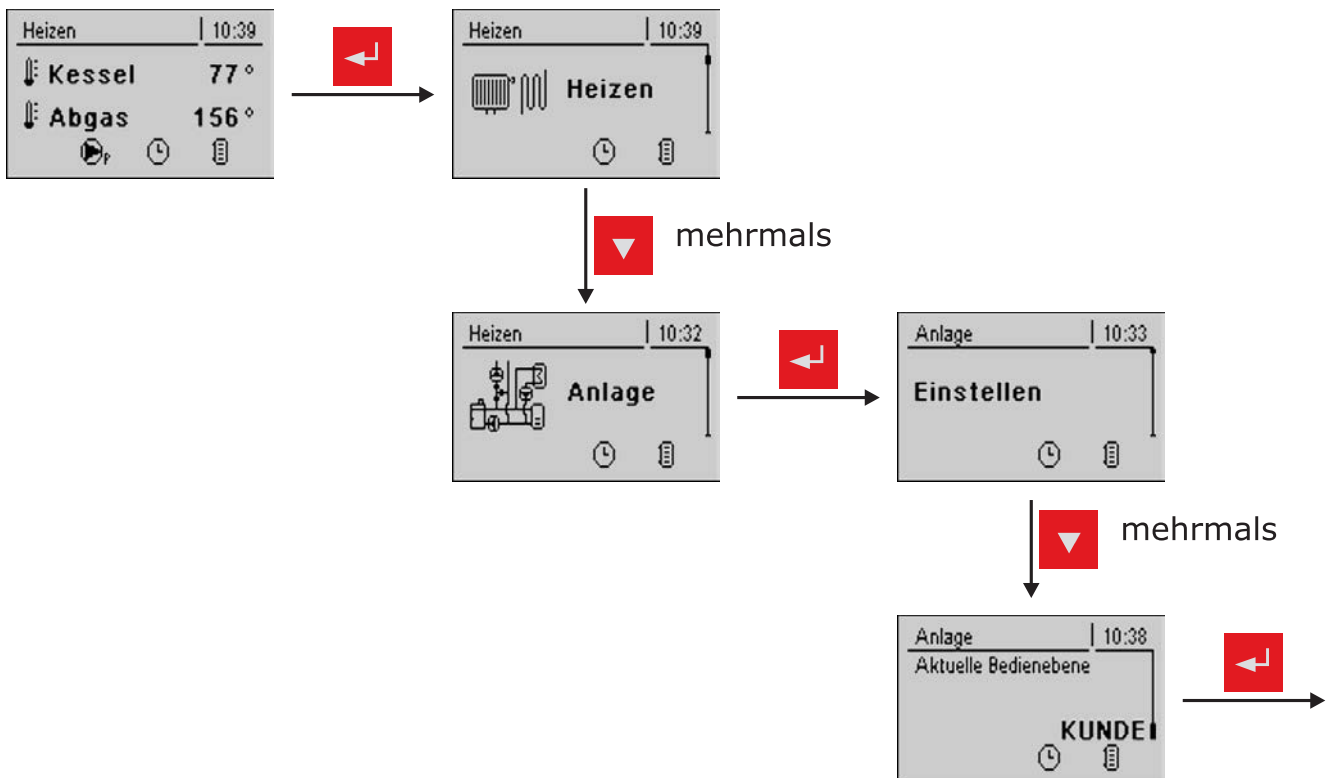 Heizen | 10:39
Kessel 77°
Abgas 156°
P
Heizen | 10:39
Heizen
mehrmals
Heizen | 10:32
Anlage
Anlage | 10:33
Einstellen
mehrmals
Anlage | 10:38
Aktuelle Bedienebene
KUNDE